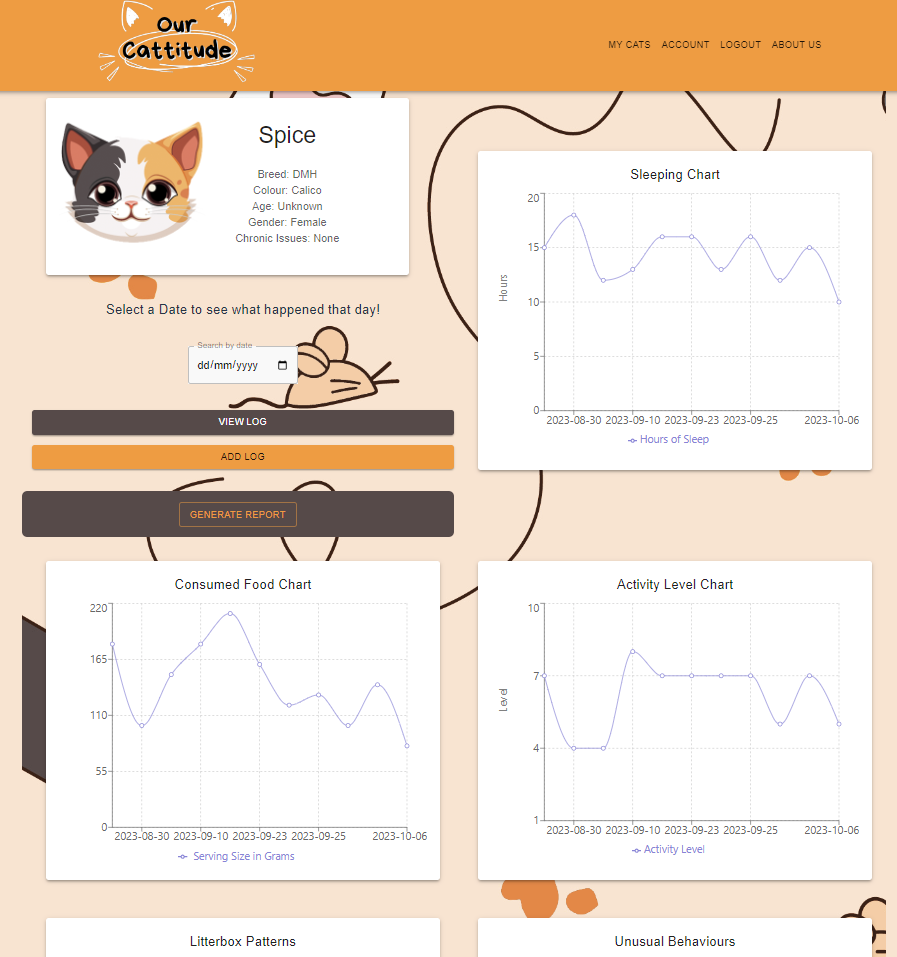 Our
Cattitude
MY CATS ACCOUNT LOGOUT ABOUT US
Spice
Breed: DMH
Colour: Calico
Age: Unknown
Gender: Female
Chronic Issues: None
Select a Date to see what happened that day!
Search by date
dd/mm/yyyy
VIEW LOG
ADD LOG
GENERATE REPORT
Sleeping Chart
20
15
10
5
0
Hours
2023-08-30 2023-09-10 2023-09-23 2023-09-25 2023-10-06
Hours of Sleep
Consumed Food Chart
220
165
110
55
0
2023-08-30 2023-09-10 2023-09-23 2023-09-25 2023-10-06
Serving Size in Grams
Activity Level Chart
10
7
4
1
Level
2023-08-30 2023-09-10 2023-09-23 2023-09-25 2023-10-06
Activity Level
Litterbox Patterns
Unusual Behaviours